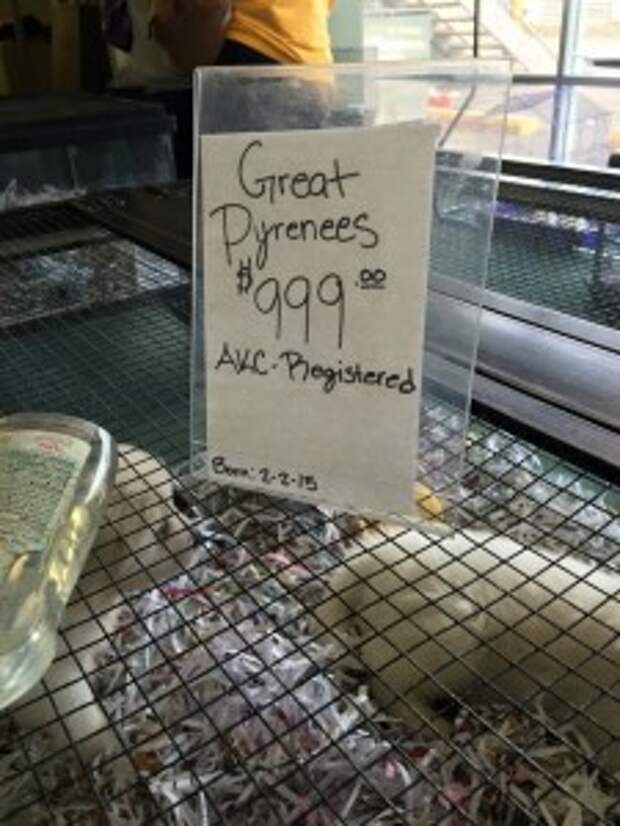 Great
Pyrenees
$999.00
AKC-Registered
Born: 2-2-15